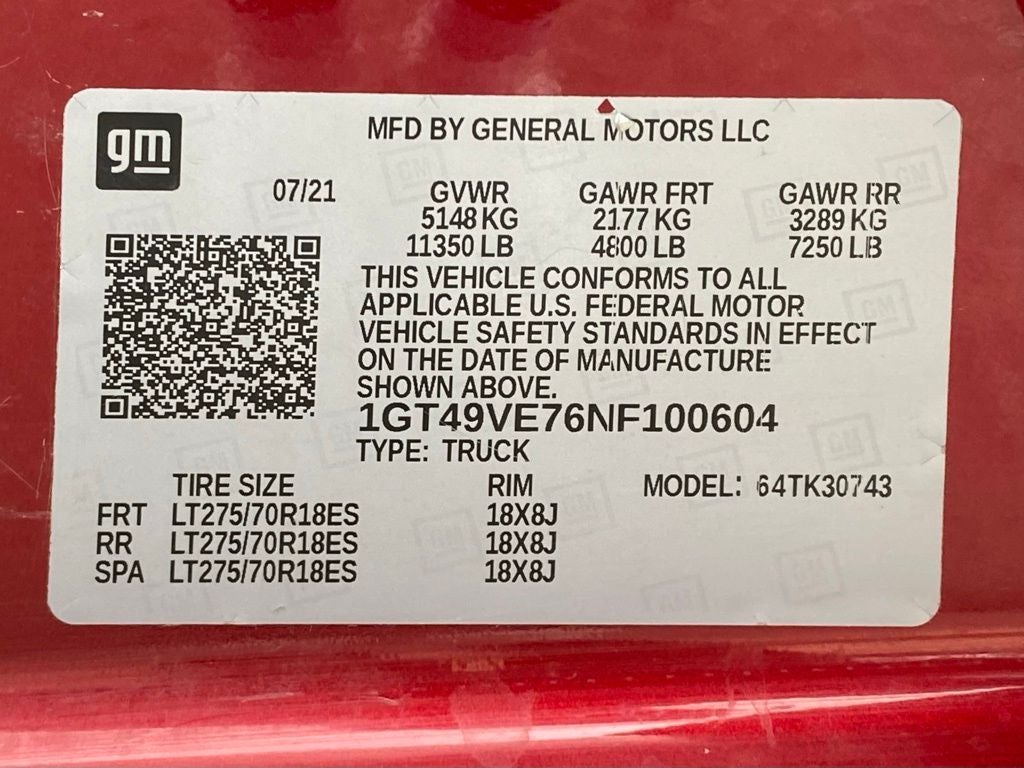 gm
MFD BY GENERAL MOTORS LLC
07/21 GVWR GAWR FRT GAWR RR
5148 KG 2177 KG 3289 KG
11350 LB 4800 LB 7250 LB
THIS VEHICLE CONFORMS TO ALL
APPLICABLE U.S. FEDERAL MOTOR
VEHICLE SAFETY STANDARDS IN EFFECT
ON THE DATE OF MANUFACTURE
SHOWN ABOVE.
1GT49VE76NF100604
TYPE: TRUCK
TIRE SIZE RIM MODEL: 64TK30743
FRT LT275/70R18ES 18X8J
RR LT275/70R18ES 18X8J
SPA LT275/70R18ES 18X8J